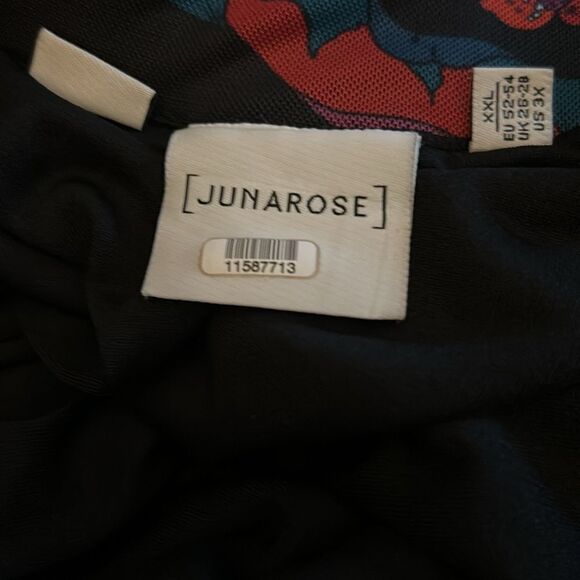 [JUNAROSE]
11587713
XXL
EU 52-54
UK 26-28
US 3X